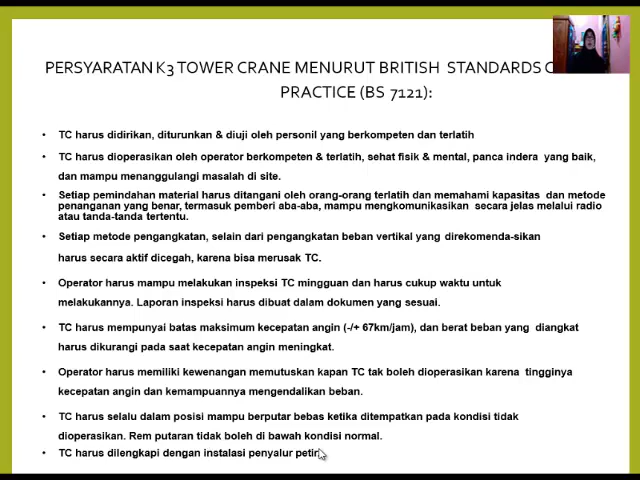 PERSYARATAN K3 TOWER CRANE MENURUT BRITISH STANDARDS
PRACTICE (BS 7121):
• TC harus didirikan, diturunkan & diuji oleh personil yang berkompeten dan terlatih
• TC harus dioperasikan oleh operator berkompeten & terlatih, sehat fisik & mental, panca indera yang baik,
dan mampu menanggulangi masalah di site.
• Setiap pemindahan material harus ditangani oleh orang-orang terlatih dan memahami kapasitas dan metode
penanganan yang benar, termasuk pemberi aba-aba, mampu mengkomunikasikan secara jelas melalui radio
atau tanda-tanda tertentu.
• Setiap metode pengangkatan, selain dari pengangkatan beban vertikal yang direkomenda-sikan
harus secara aktif dicegah, karena bisa merusak TC.
• Operator harus mampu melakukan inspeksi TC mingguan dan harus cukup waktu untuk
melakukannya. Laporan inspeksi harus dibuat dalam dokumen yang sesuai.
• TC harus mempunyai batas maksimum kecepatan angin (-/+ 67km/jam), dan berat beban yang diangkat
harus dikurangi pada saat kecepatan angin meningkat.
• Operator harus memiliki kewenangan memutuskan kapan TC tak boleh dioperasikan karena tingginya
kecepatan angin dan kemampuannya mengendalikan beban.
• TC harus selalu dalam posisi mampu berputar bebas ketika ditempatkan pada kondisi tidak
dioperasikan. Rem putaran tidak boleh di bawah kondisi normal.
• TC harus dilengkapi dengan instalasi penyalur petir